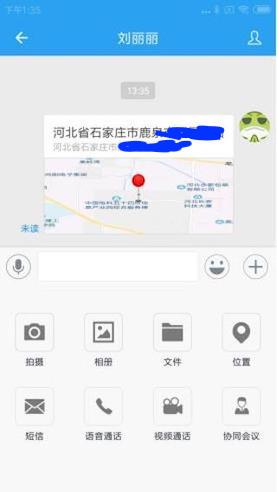 下午1:35
刘丽丽
13:35
河北省石家庄市鹿泉
河北省石家庄市
未读
拍摄
相册
文件
位置
短信
语音通话
视频通话
协同会议